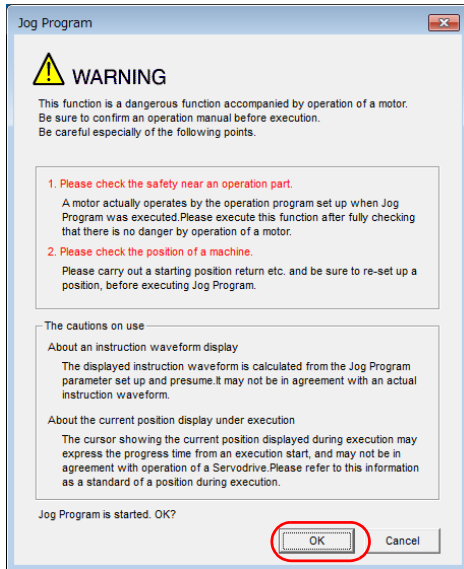 Jog Program
WARNING
This function is a dangerous function accompanied by operation of a motor.
Be sure to confirm an operation manual before execution.
Be careful especially of the following points.
1. Please check the safety near an operation part.
A motor actually operates by the operation program set up when Jog
Program was executed.Please execute this function after fully checking
that there is no danger by operation of a motor.
2. Please check the position of a machine.
Please carry out a starting position return etc. and be sure to re-set up a
position, before executing Jog Program.
The cautions on use
About an instruction waveform display
The displayed instruction waveform is calculated from the Jog Program
parameter set up and presume.It may not be in agreement with an actual
instruction waveform.
About the current position display under execution
The cursor showing the current position displayed during execution may
express the progress time from an execution start, and may not be in
agreement with operation of a Servodrive.Please refer to this information
as a standard of a position during execution.
Jog Program is started. OK?
OK
Cancel